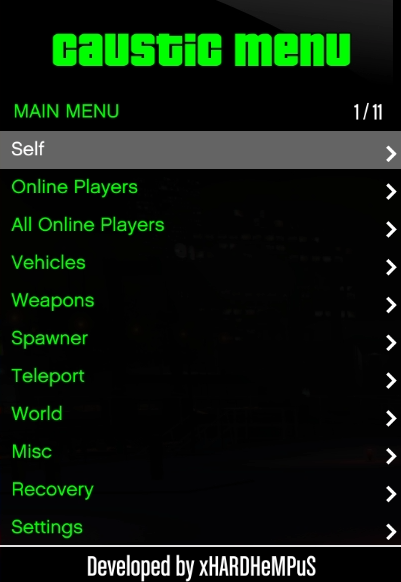 CAUSTIC MENU
MAIN MENU 1 / 11
Self
Online Players
All Online Players
Vehicles
Weapons
Spawner
Teleport
World
Misc
Recovery
Settings
Developed by xHARDHeMPuS